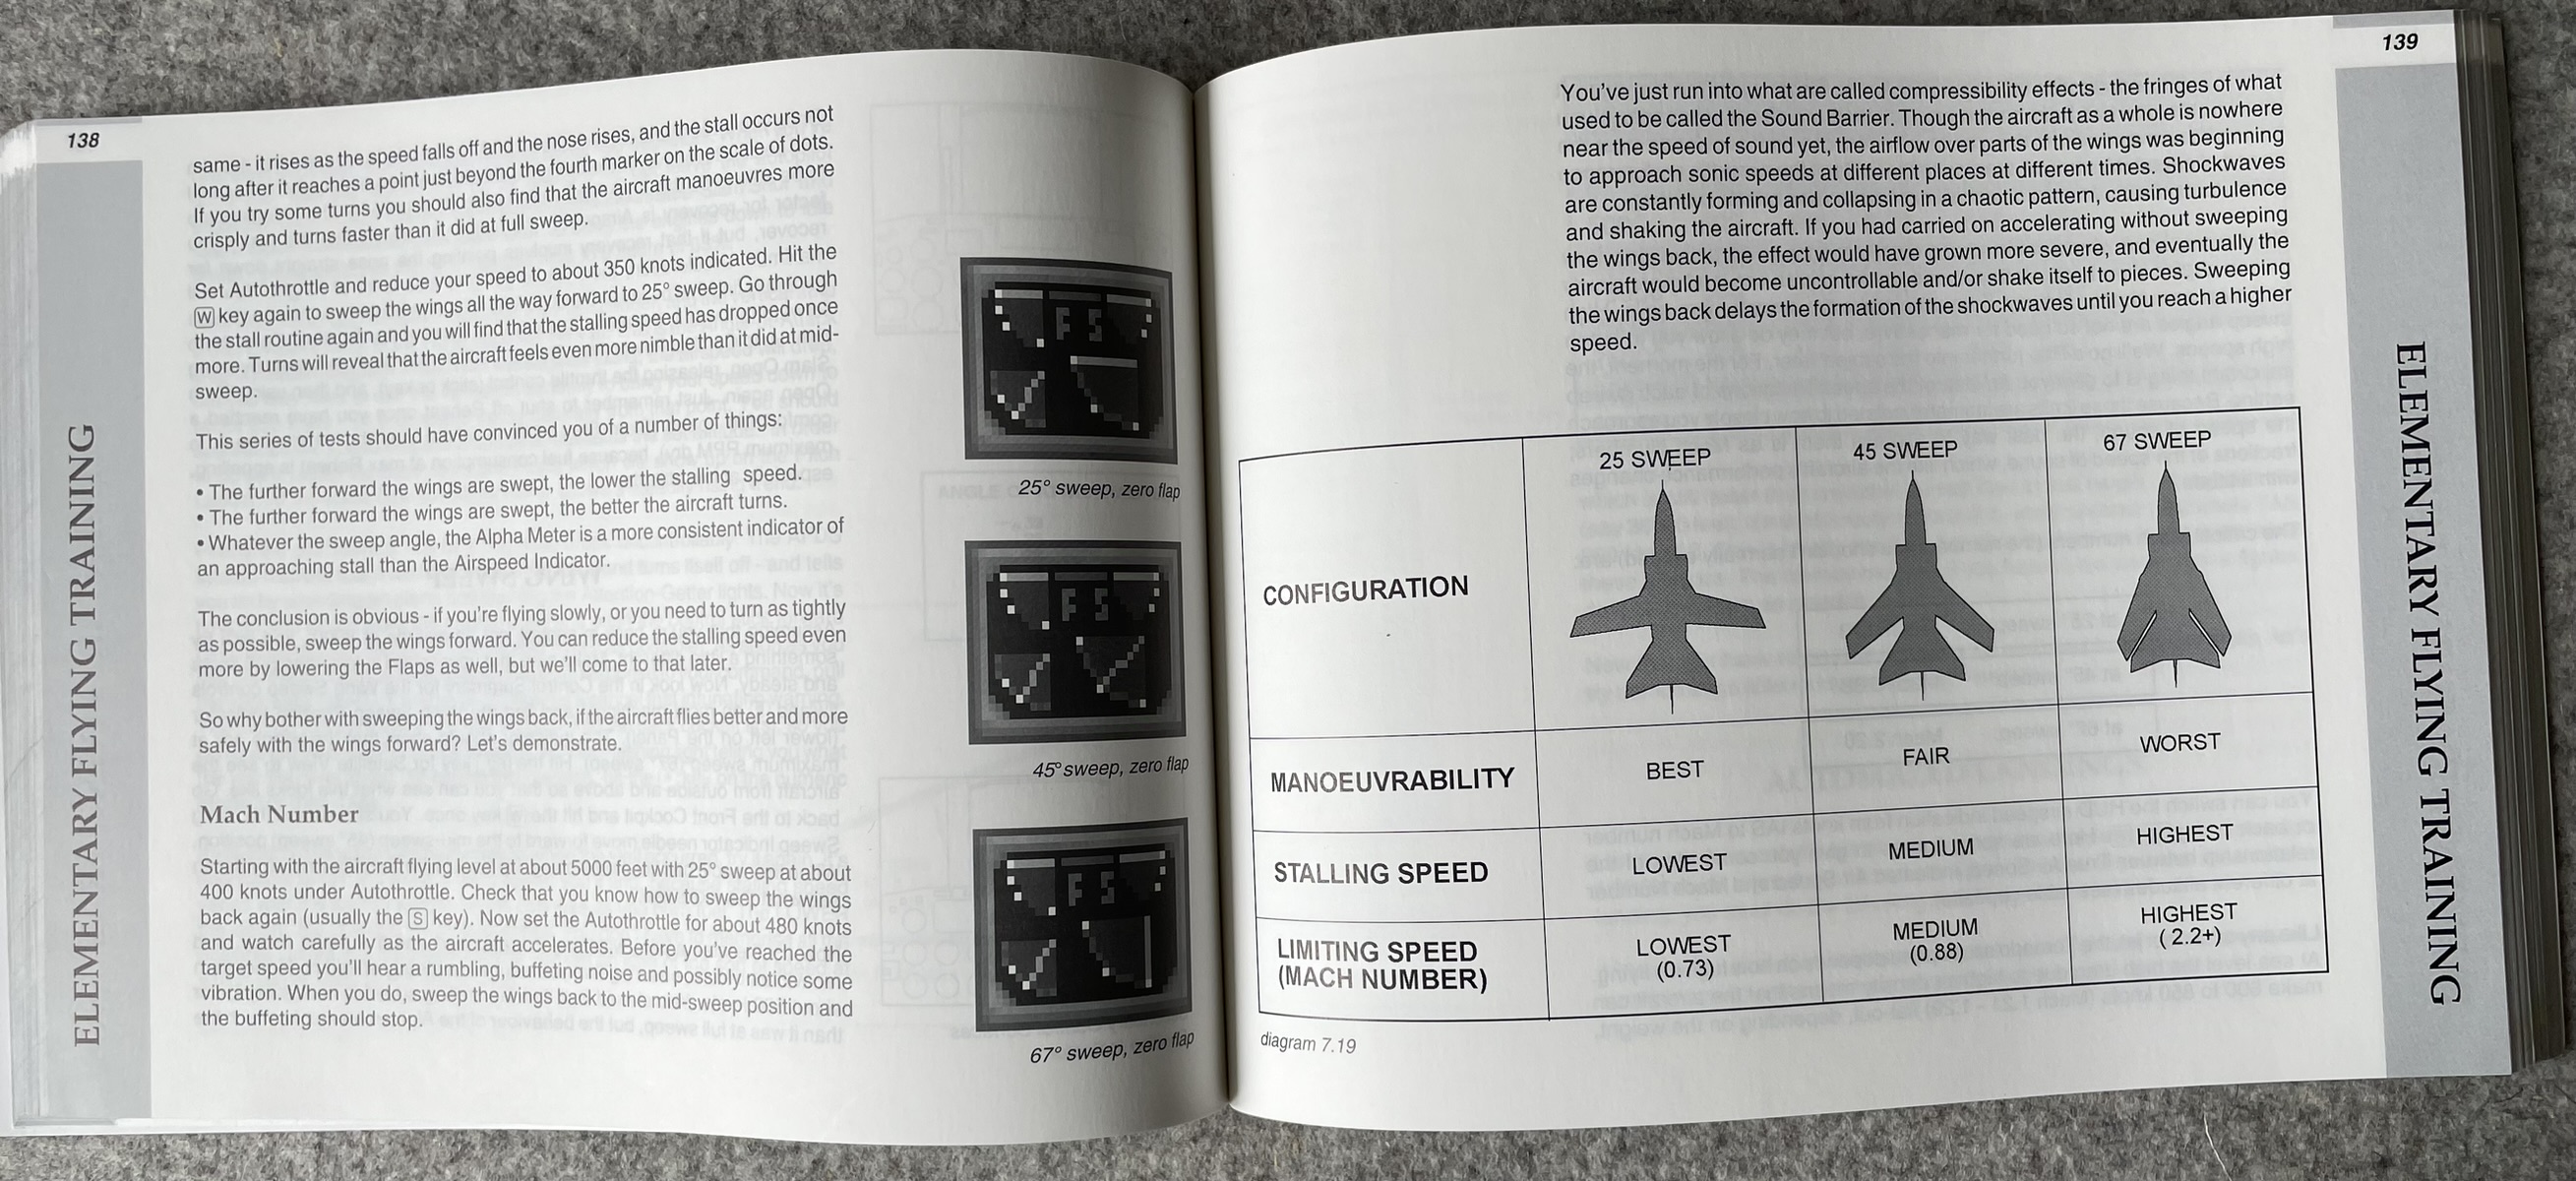 138
same - it rises as the speed falls off and the nose rises, and the stall occurs not
long after it reaches a point just beyond the fourth marker on the scale of dots.
If you try some turns you should also find that the aircraft manoeuvres more
crisply and turns faster than it did at full sweep.
Set Autothrottle and reduce your speed to about 350 knots indicated. Hit the
W key again to sweep the wings all the way forward to 25° sweep. Go through
the stall routine again and you will find that the stalling speed has dropped once
more. Turns will reveal that the aircraft feels even more nimble than it did at mid-
sweep.
This series of tests should have convinced you of a number of things:
• The further forward the wings are swept, the lower the stalling speed.
• The further forward the wings are swept, the better the aircraft turns.
• Whatever the sweep angle, the Alpha Meter is a more consistent indicator of
an approaching stall than the Airspeed Indicator.
The conclusion is obvious - if you're flying slowly, or you need to turn as tightly
as possible, sweep the wings forward. You can reduce the stalling speed even
more by lowering the Flaps as well, but we'll come to that later.
So why bother with sweeping the wings back, if the aircraft flies better and more
safely with the wings forward? Let's demonstrate.
Mach Number
Starting with the aircraft flying level at about 5000 feet with 25° sweep at about
400 knots under Autothrottle. Check that you know how to sweep the wings
back again (usually the S key). Now set the Autothrottle for about 480 knots
and watch carefully as the aircraft accelerates. Before you've reached the
target speed you'll hear a rumbling, buffeting noise and possibly notice some
vibration. When you do, sweep the wings back to the mid-sweep position and
the buffeting should stop.
ELEMENTARY FLYING TRAINING
F S
25° sweep, zero flap
F S
45° sweep, zero flap
F S
67° sweep, zero flap
139
You've just run into what are called compressibility effects - the fringes of what
used to be called the Sound Barrier. Though the aircraft as a whole is nowhere
near the speed of sound yet, the airflow over parts of the wings was beginning
to approach sonic speeds at different places at different times. Shockwaves
are constantly forming and collapsing in a chaotic pattern, causing turbulence
and shaking the aircraft. If you had carried on accelerating without sweeping
the wings back, the effect would have grown more severe, and eventually the
aircraft would become uncontrollable and/or shake itself to pieces. Sweeping
the wings back delays the formation of the shockwaves until you reach a higher
speed.
25 SWEEP 45 SWEEP 67 SWEEP
CONFIGURATION
MANOEUVRABILITY BEST FAIR WORST
STALLING SPEED LOWEST MEDIUM HIGHEST
LIMITING SPEED LOWEST MEDIUM HIGHEST
(MACH NUMBER) (0.73) (0.88) ( 2.2+)
diagram 7.19
ELEMENTARY FLYING TRAINING